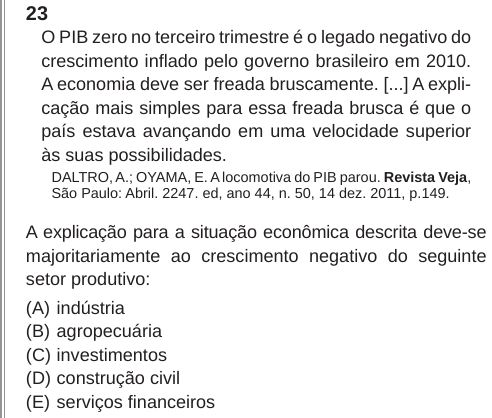 23
O PIB zero no terceiro trimestre é o legado negativo do
crescimento inflado pelo governo brasileiro em 2010.
A economia deve ser freada bruscamente. [...] A expli-
cação mais simples para essa freada brusca é que o
país estava avançando em uma velocidade superior
às suas possibilidades.
DALTRO, A.; OYAMA, E. A locomotiva do PIB parou. Revista Veja,
São Paulo: Abril. 2247. ed, ano 44, n. 50, 14 dez. 2011, p.149.
A explicação para a situação econômica descrita deve-se
majoritariamente ao crescimento negativo do seguinte
setor produtivo:
(A) indústria
(B) agropecuária
(C) investimentos
(D) construção civil
(E) serviços financeiros